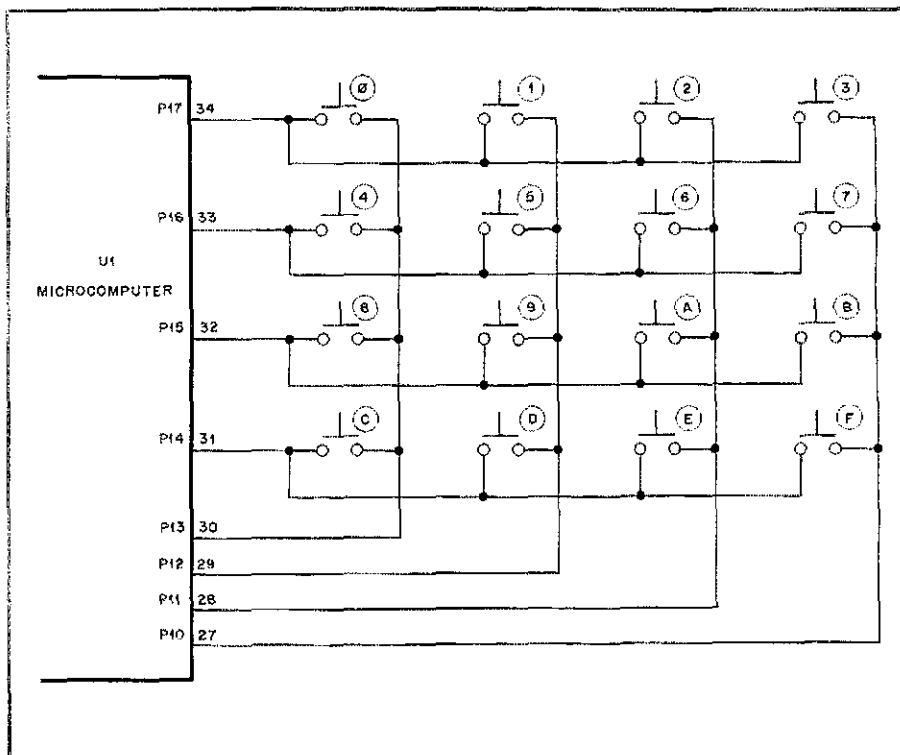 P17 34 Ø 1 2 3
P16 33 4 5 6 7
U1
MICROCOMPUTER
P15 32 8 9 A B
P14 31 C D E F
P13 30
P12 29
P11 28
P10 27